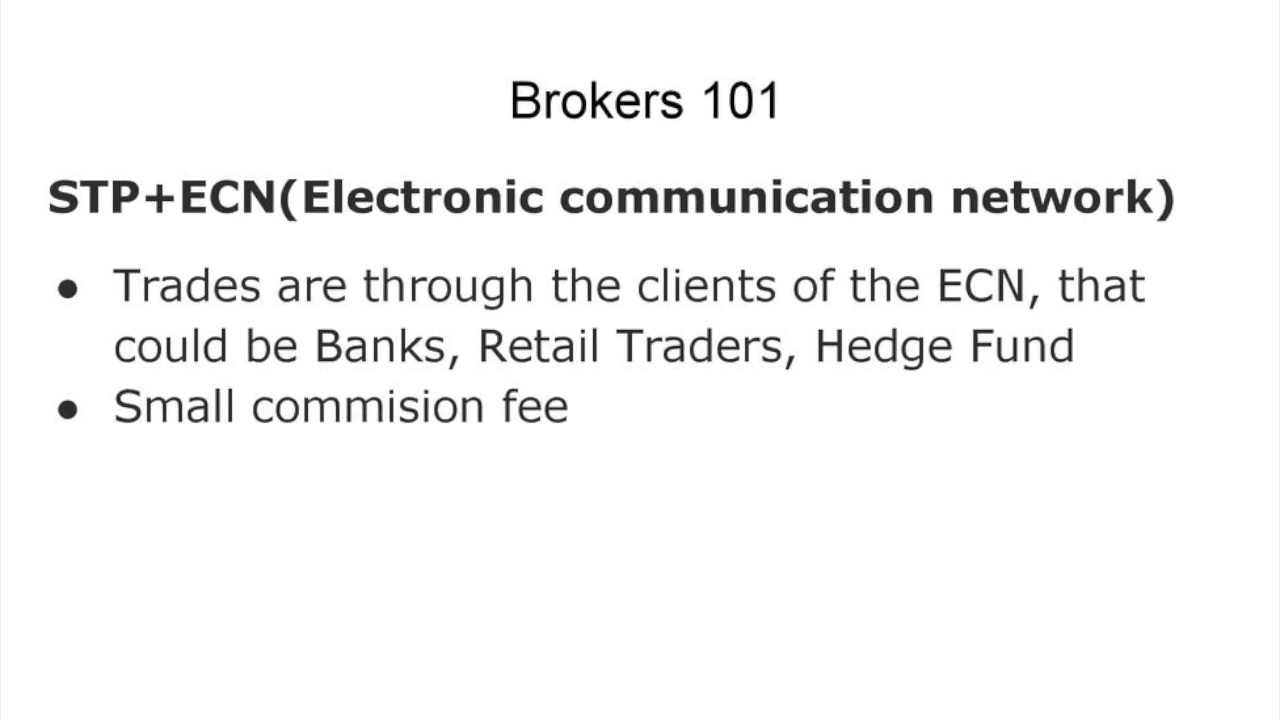 Brokers 101
STP+ECN(Electronic communication network)
● Trades are through the clients of the ECN, that
could be Banks, Retail Traders, Hedge Fund
● Small commision fee